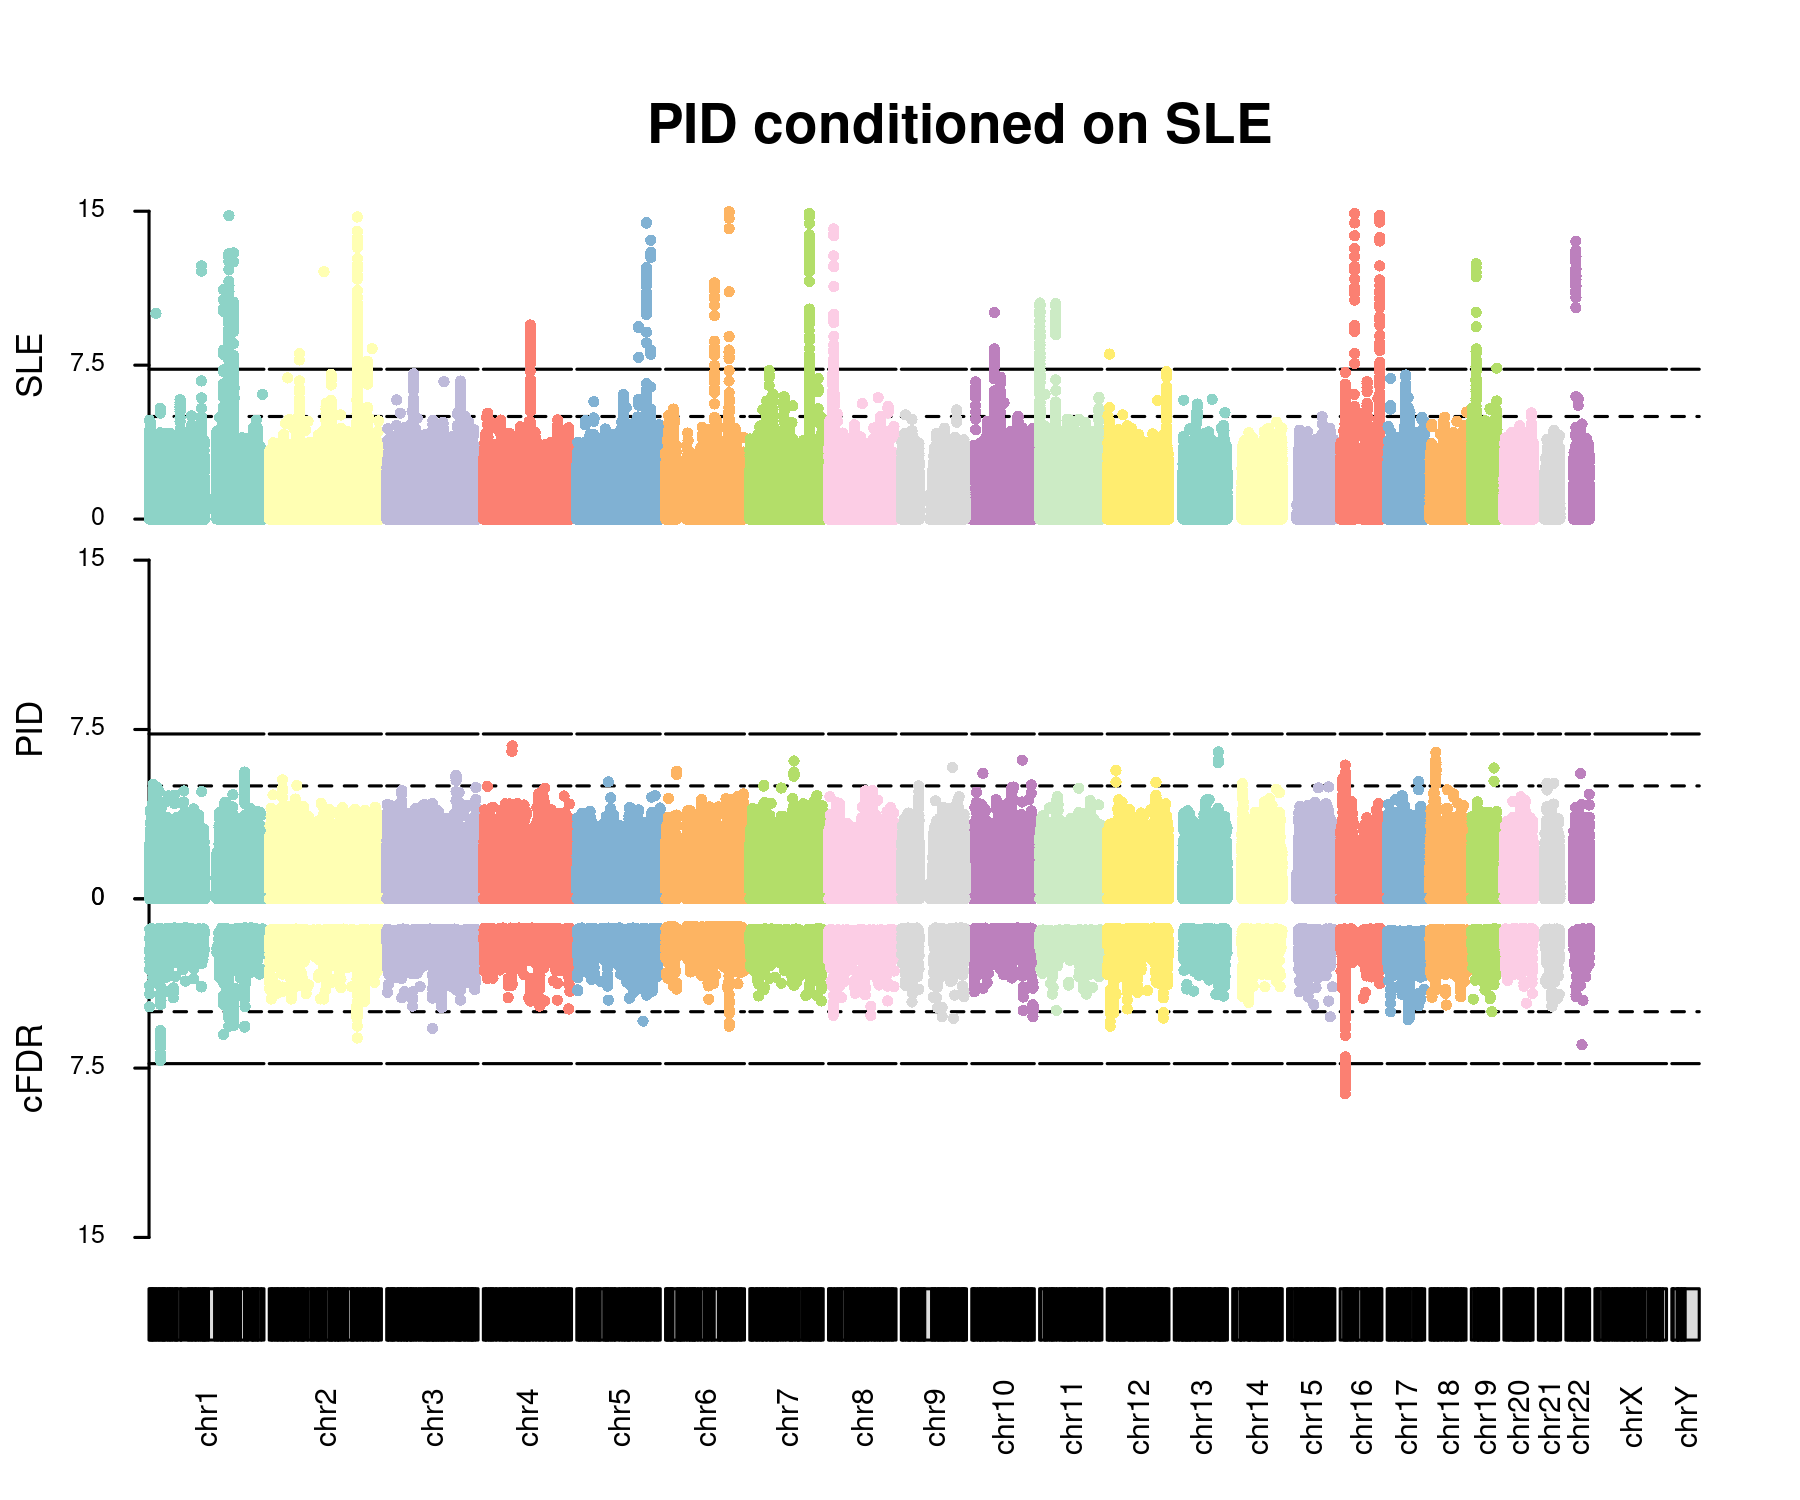 PID conditioned on SLE
15
7.5
0
SLE
15
7.5
0
PID
7.5
15
cFDR
chr1 chr2 chr3 chr4 chr5 chr6 chr7 chr8 chr9 chr10 chr11 chr12 chr13 chr14 chr15 chr16 chr17 chr18 chr19 chr20 chr21 chr22 chrX chrY